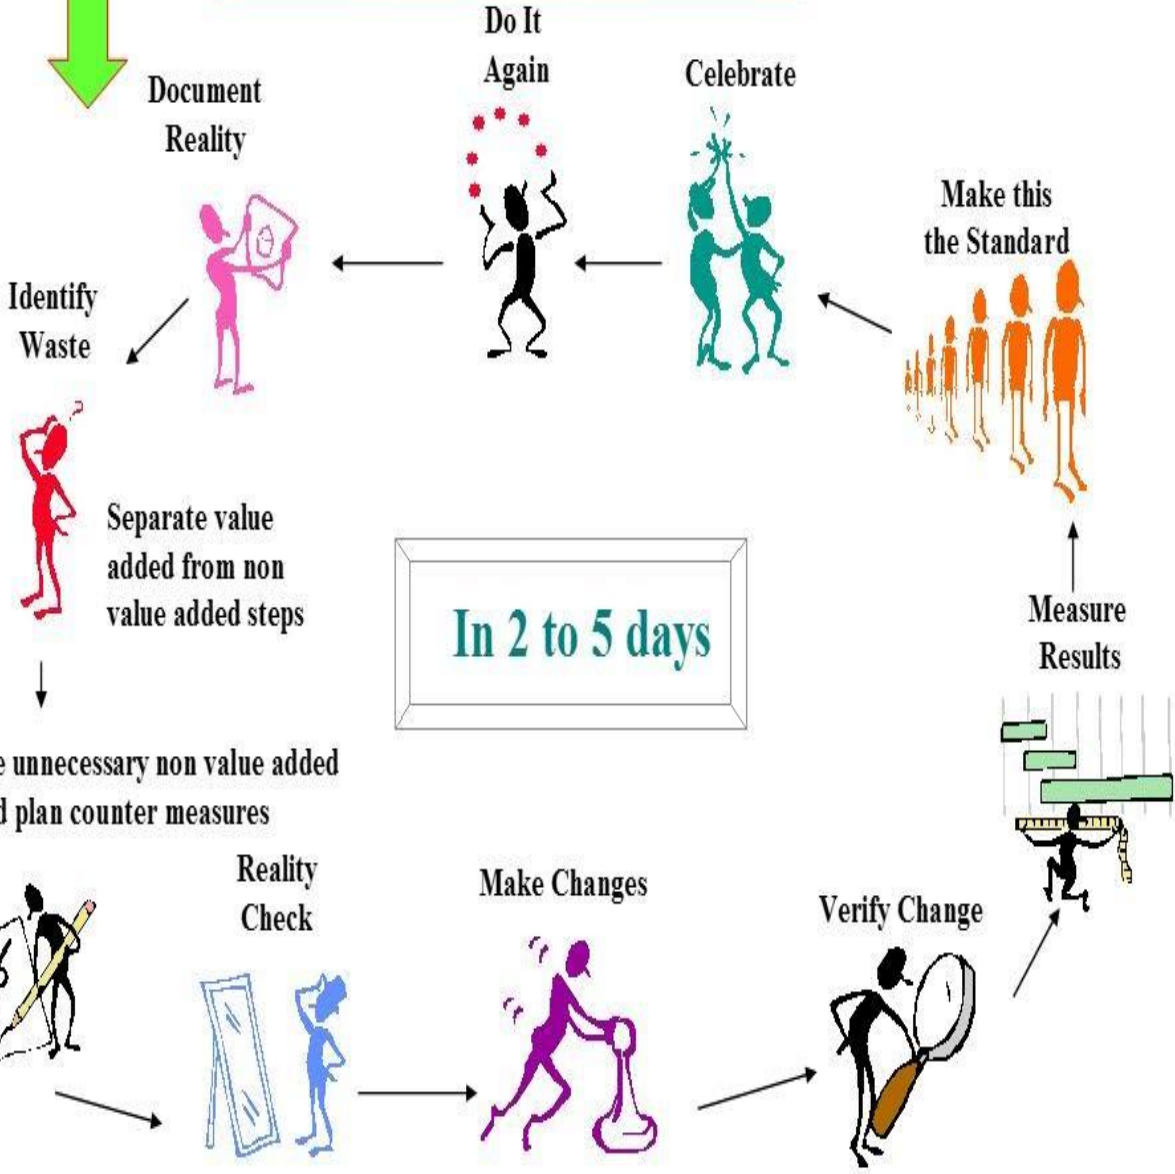 Do It
Again
Celebrate
Document
Reality
Make this
the Standard
Identify
Waste
Separate value
added from non
value added steps
In 2 to 5 days
Measure
Results
unnecessary non value added
plan counter measures
Reality
Check
Make Changes
Verify Change